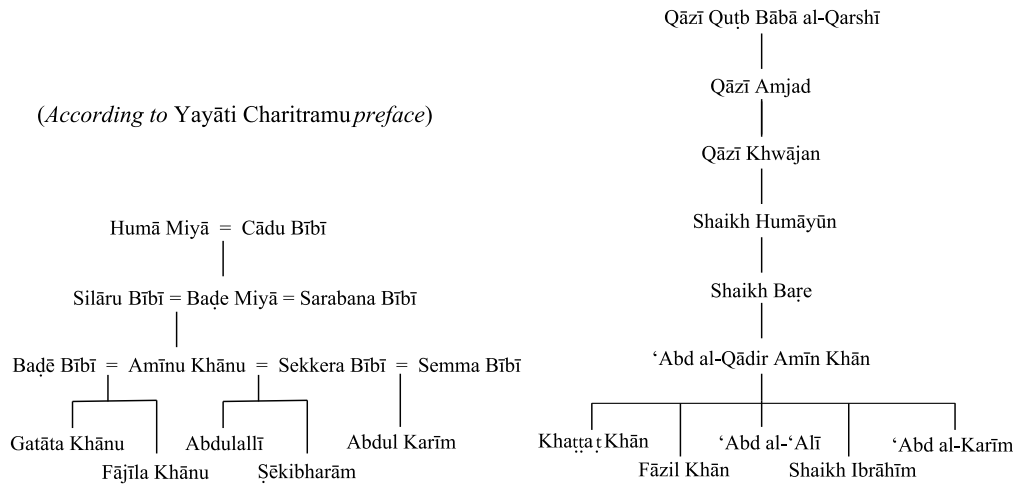 (According to Yayāti Charitramu preface)
Humā Miyā = Cādu Bībī
Silāru Bībī = Baḍe Miyā = Sarabana Bībī
Baḍē Bībī = Amīnu Khānu = Sekkera Bībī = Semma Bībī
Gatāta Khānu
Fājīla Khānu
Abdulallī
Ṣēkibharām
Abdul Karīm
Qāzī Quṭb Bābā al-Qarshī
Qāzī Amjad
Qāzī Khwājan
Shaikh Humāyūn
Shaikh Baṛe
‘Abd al-Qādir Amīn Khān
Khaṭṭaṭ Khān
Fāzil Khān
‘Abd al-‘Alī
Shaikh Ibrāhīm
‘Abd al-Karīm